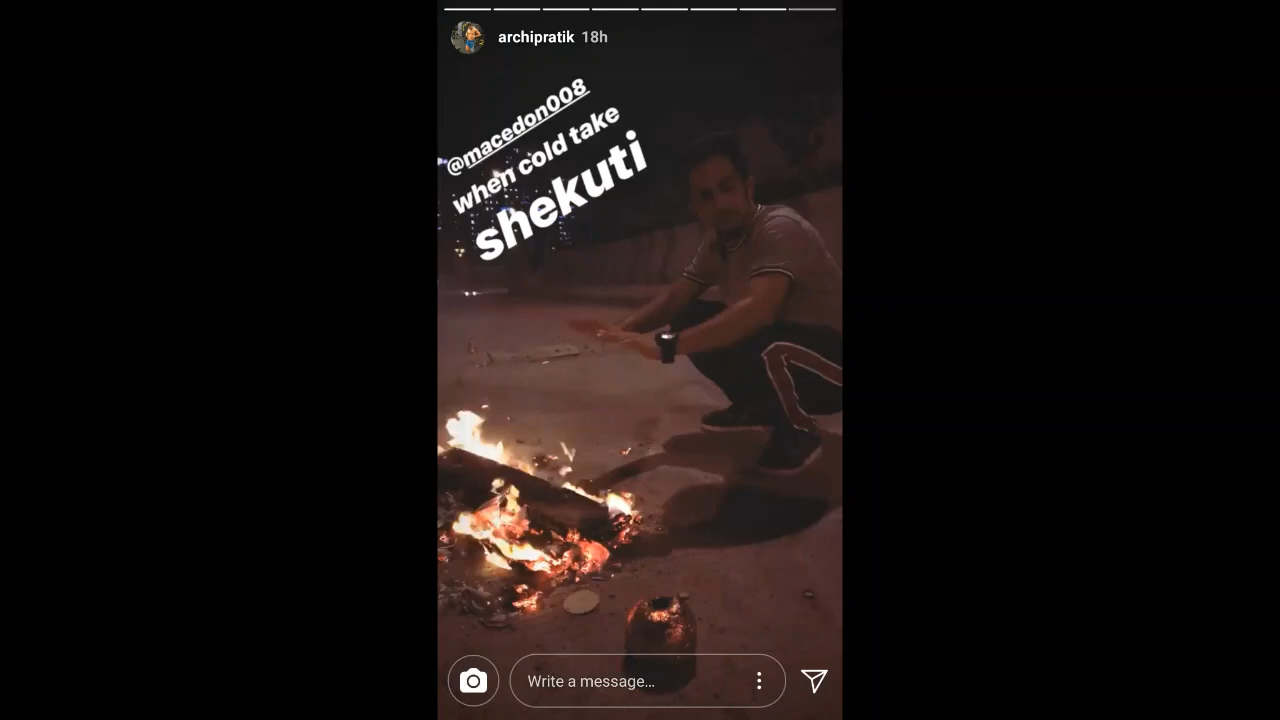 archipratik 18h
@macedon008
when cold take
shekuti
Write a message...